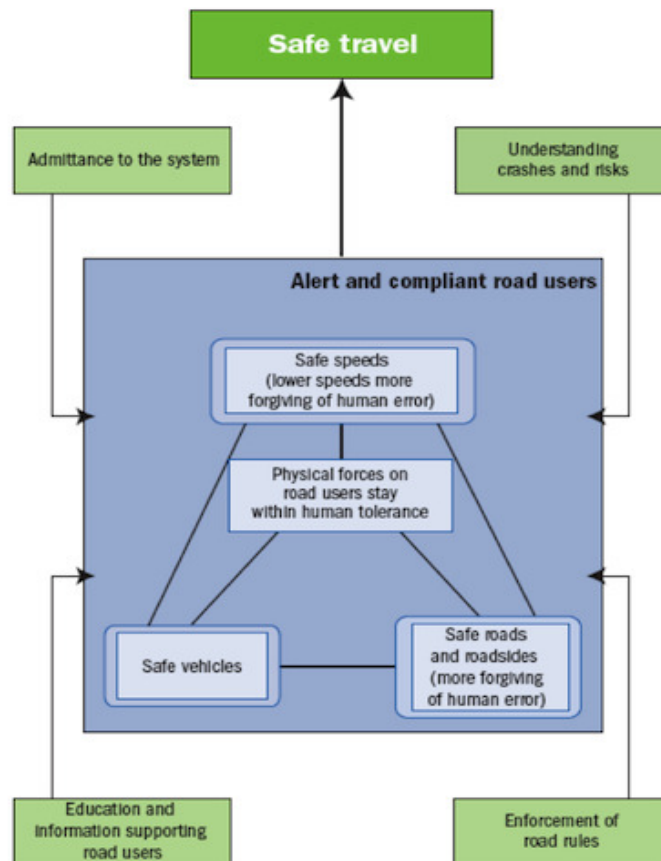 Safe travel
Admittance to the system
Understanding
crashes and risks
Alert and compliant road users
Safe speeds
(lower speeds more
forgiving of human error)
Physical forces on
road users stay
within human tolerance
Safe vehicles
Safe roads
and roadsides
(more forgiving
of human error)
Education and
information supporting
road users
Enforcement of
road rules